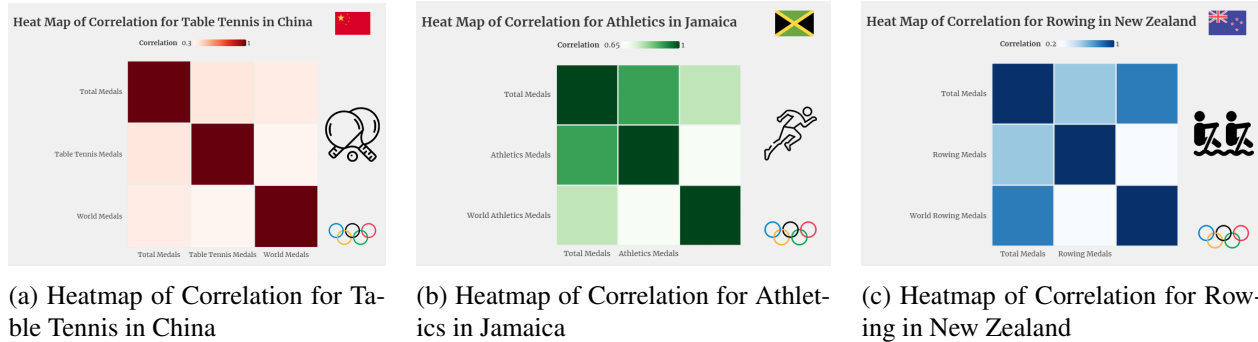 Heat Map of Correlation for Table Tennis in China
Correlation 0.3 1
Total Medals
Table Tennis Medals
World Medals
Total Medals Table Tennis Medals World Medals
(a) Heatmap of Correlation for Ta-
ble Tennis in China
Heat Map of Correlation for Athletics in Jamaica
Correlation 0.65 1
Total Medals
Athletics Medals
World Athletics Medals
Total Medals Athletics Medals
(b) Heatmap of Correlation for Athlet-
ics in Jamaica
Heat Map of Correlation for Rowing in New Zealand
Correlation 0.2 1
Total Medals
Rowing Medals
World Rowing Medals
Total Medals Rowing Medals
(c) Heatmap of Correlation for Row-
ing in New Zealand